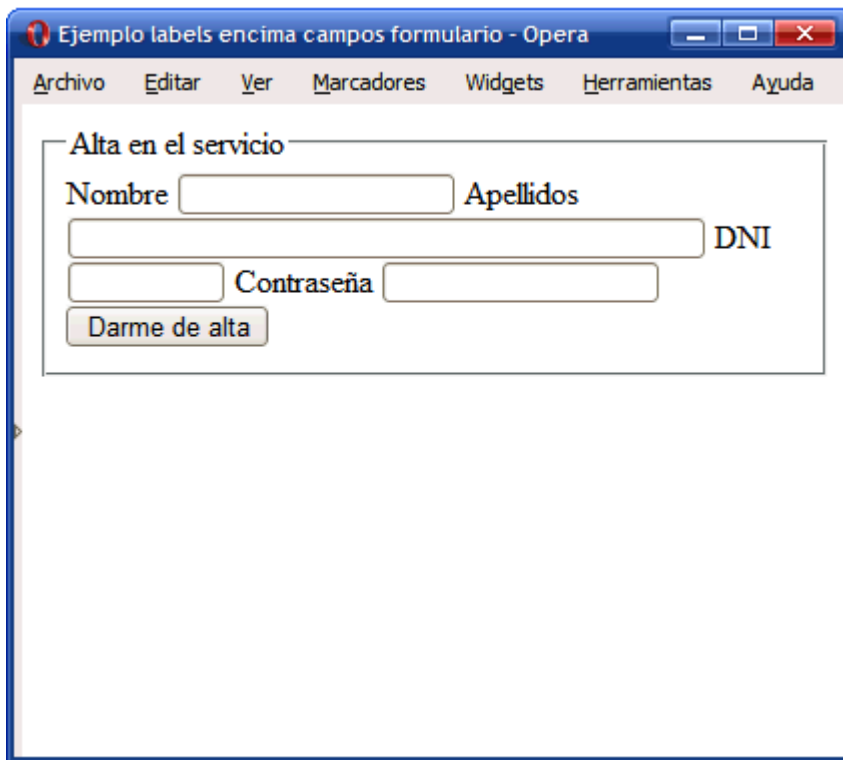 Ejemplo labels encima campos formulario - Opera
Archivo Editar Ver Marcadores Widgets Herramientas Ayuda
Alta en el servicio
Nombre Apellidos
DNI
Contraseña
Darme de alta